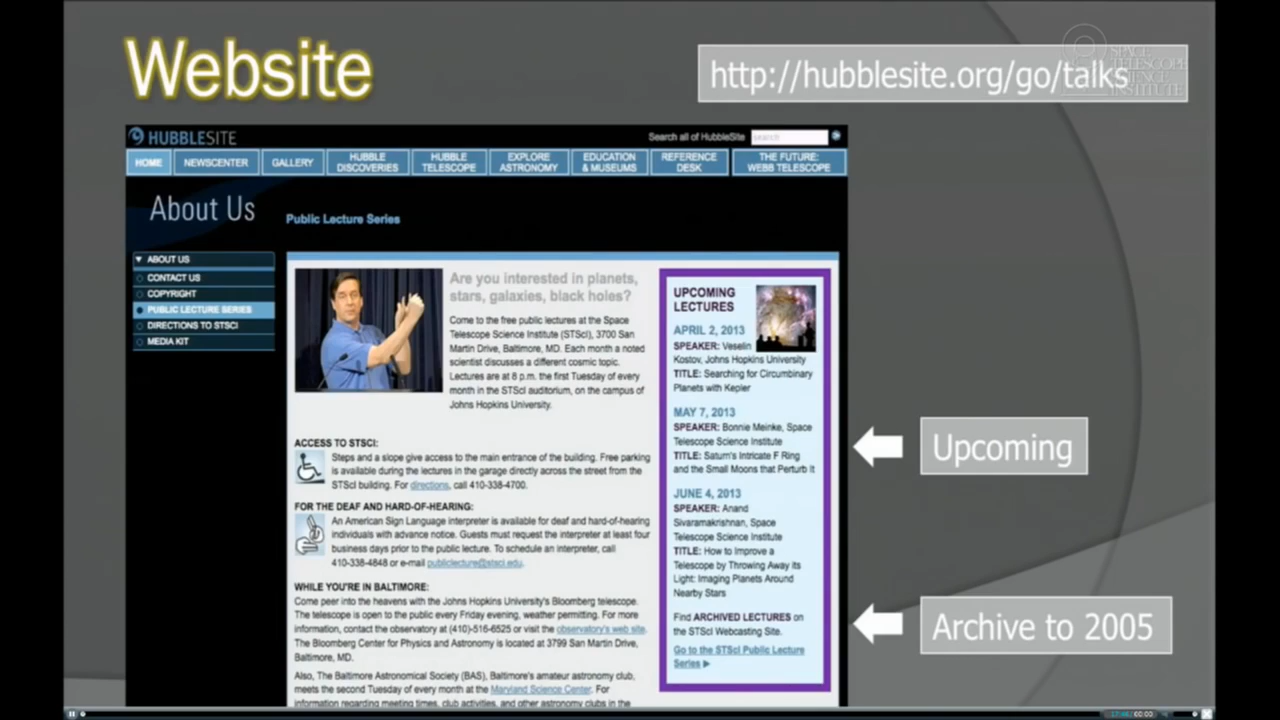 Website
http://hubblesite.org/go/talks
SPACE
TELESCOPE
SCIENCE
INSTITUTE
HUBBLESITE
Search all of HubbleSite
search
HOME
NEWSCENTER
GALLERY
HUBBLE
DISCOVERIES
HUBBLE
TELESCOPE
EXPLORE
ASTRONOMY
EDUCATION
& MUSEUMS
REFERENCE
DESK
THE FUTURE:
WEBB TELESCOPE
About Us
Public Lecture Series
ABOUT US
CONTACT US
COPYRIGHT
PUBLIC LECTURE SERIES
DIRECTIONS TO STSCI
MEDIA KIT
Are you interested in planets,
stars, galaxies, black holes?
Come to the free public lectures at the Space
Telescope Science Institute (STScI), 3700 San
Martin Drive, Baltimore, MD. Each month a noted
scientist discusses a different cosmic topic.
Lectures are at 8 p.m. the first Tuesday of every
month in the STScI auditorium, on the campus of
Johns Hopkins University.
ACCESS TO STSCI:
Steps and a slope give access to the main entrance of the building. Free parking
is available during the lectures in the garage directly across the street from the
STScI building. For directions, call 410-338-4700.
FOR THE DEAF AND HARD-OF-HEARING:
An American Sign Language interpreter is available for deaf and hard-of-hearing
individuals with advance notice. Guests must request the interpreter at least four
business days prior to the public lecture. To schedule an interpreter, call
410-338-4848 or e-mail publiclecture@stsci.edu.
WHILE YOU'RE IN BALTIMORE:
Come peer into the heavens with the Johns Hopkins University's Bloomberg telescope.
The telescope is open to the public every Friday evening, weather permitting. For more
information, contact the observatory at (410)-516-6525 or visit the observatory's web site.
The Bloomberg Center for Physics and Astronomy is located at 3799 San Martin Drive,
Baltimore, MD.
Also, The Baltimore Astronomical Society (BAS), Baltimore's amateur astronomy club,
meets the second Tuesday of every month at the Maryland Science Center. For
information regarding meeting times, club activities, and other astronomy clubs in the
UPCOMING
LECTURES
APRIL 2, 2013
SPEAKER: Veselin
Kostov, Johns Hopkins University
TITLE: Searching for Circumbinary
Planets with Kepler
MAY 7, 2013
SPEAKER: Bonnie Meinke, Space
Telescope Science Institute
TITLE: Saturn's Intricate F Ring
and the Small Moons that Perturb It
JUNE 4, 2013
SPEAKER: Anand
Sivaramakrishnan, Space
Telescope Science Institute
TITLE: How to Improve a
Telescope by Throwing Away its
Light: Imaging Planets Around
Nearby Stars
Find ARCHIVED LECTURES on
the STScI Webcasting Site.
Go to the STScI Public Lecture
Series
Upcoming
Archive to 2005
00:00